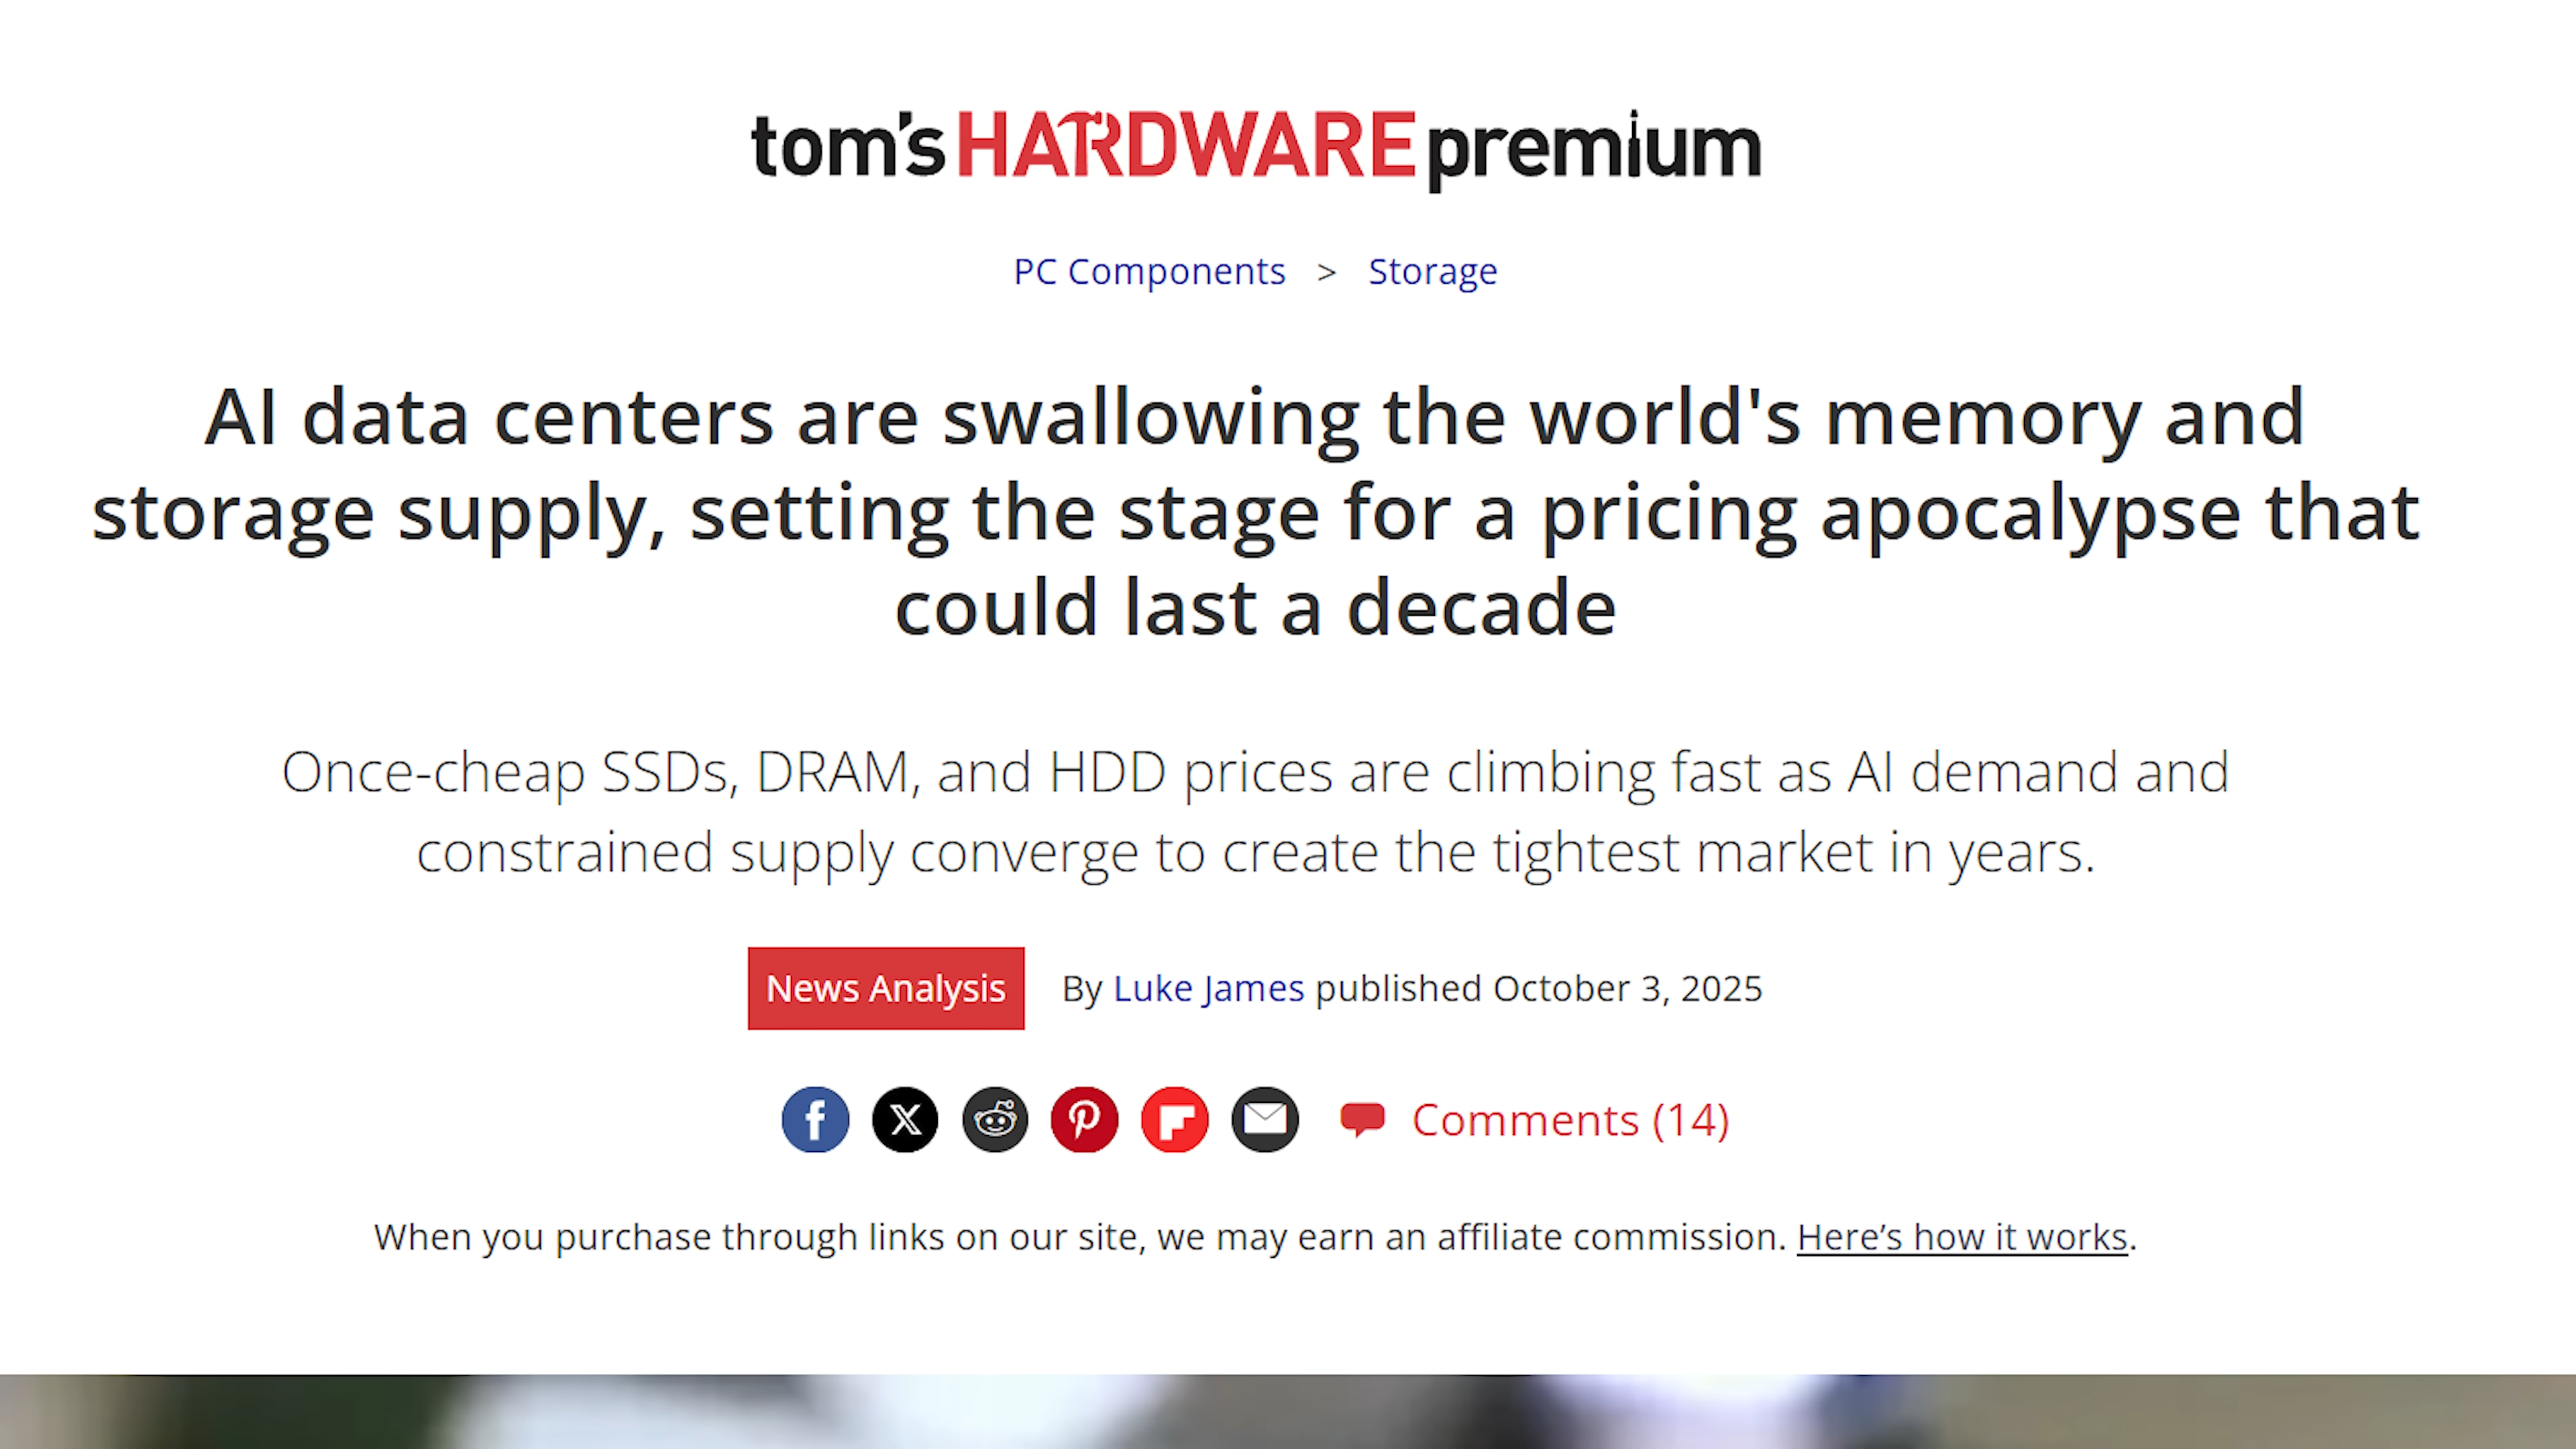 tom's HARDWARE premium
PC Components > Storage
AI data centers are swallowing the world's memory and
storage supply, setting the stage for a pricing apocalypse that
could last a decade
Once-cheap SSDs, DRAM, and HDD prices are climbing fast as AI demand and
constrained supply converge to create the tightest market in years.
News Analysis By Luke James published October 3, 2025
Comments (14)
When you purchase through links on our site, we may earn an affiliate commission. Here’s how it works.